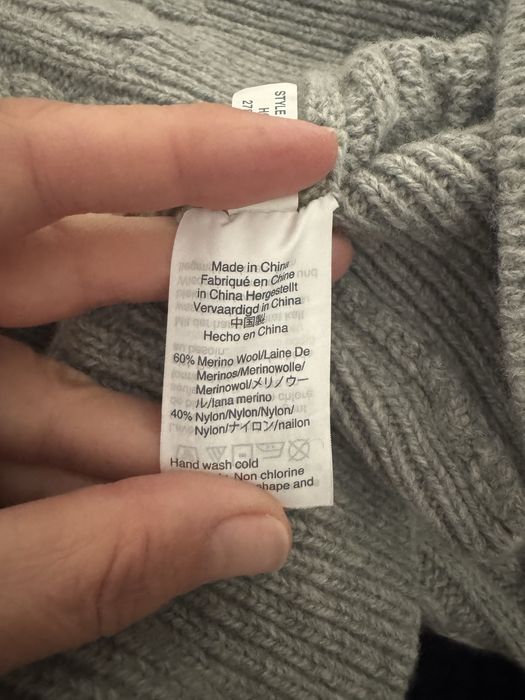 STYLE
Made in China
Fabriqué en Chine
in China Hergestellt
Vervaardigd in China
中国製
Hecho en China
60% Merino Wool/Laine De
Merinos/Merinowolle/
Merinowol/メリノウー
ル/lana merino
40% Nylon/Nylon/Nylon/
Nylon/ナイロン/nailon
Hand wash cold
Non chlorine
shape and